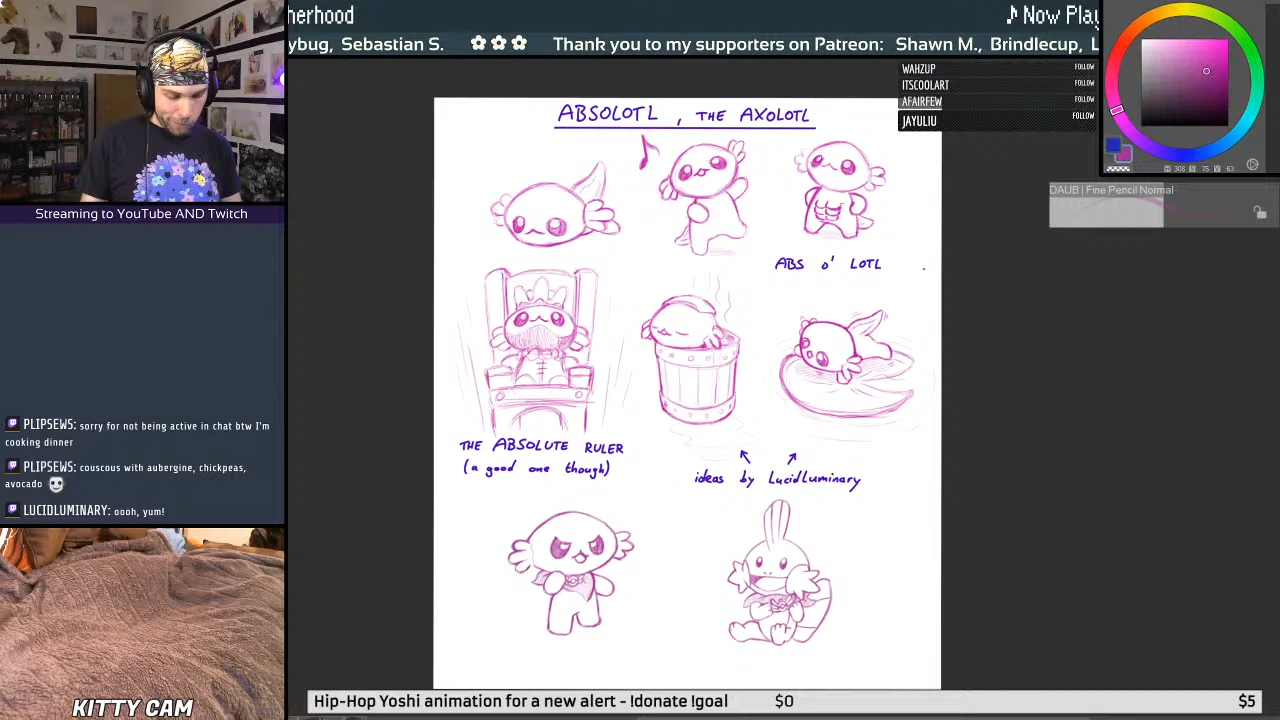 herhood
♪ Now Play
ybug, Sebastian S. ✿ ✿ ✿ Thank you to my supporters on Patreon: Shawn M., Brindlecup, L
WAHZUP FOLLOW
ITSCOOLART FOLLOW
AFAIRFEW FOLLOW
JAYULIU FOLLOW
H 308 S 75 V 63
DAUB | Fine Pencil Normal
Streaming to YouTube AND Twitch
ABSOLOTL, THE AXOLOTL
ABS O' LOTL
THE ABSOLUTE RULER
(a good one though)
ideas by LucidLuminary
PLIPSEWS: sorry for not being active in chat btw I'm
cooking dinner
PLIPSEWS: couscous with aubergine, chickpeas,
avocado
LUCIDLUMINARY: oooh, yum!
KITTY CAM
Hip-Hop Yoshi animation for a new alert - !donate !goal $0 $5